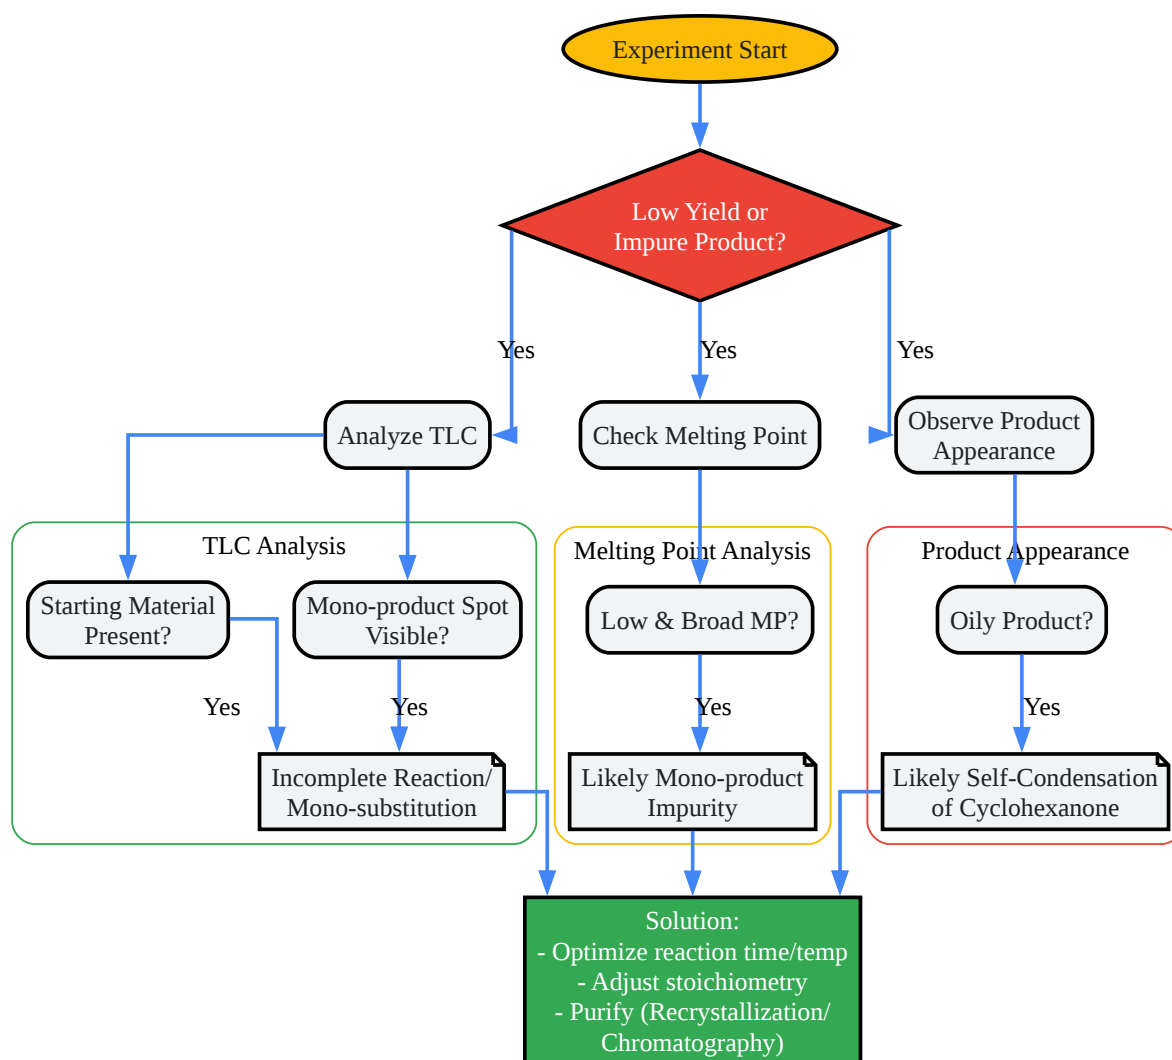 Experiment Start
Low Yield or
Impure Product?
Yes
Yes
Yes
Analyze TLC
Check Melting Point
Observe Product
Appearance
TLC Analysis
Melting Point Analysis
Product Appearance
Starting Material
Present?
Mono-product Spot
Visible?
Low & Broad MP?
Oily Product?
Yes
Yes
Yes
Yes
Incomplete Reaction/
Mono-substitution
Likely Mono-product
Impurity
Likely Self-Condensation
of Cyclohexanone
Solution:
- Optimize reaction time/temp
- Adjust stoichiometry
- Purify (Recrystallization/
Chromatography)